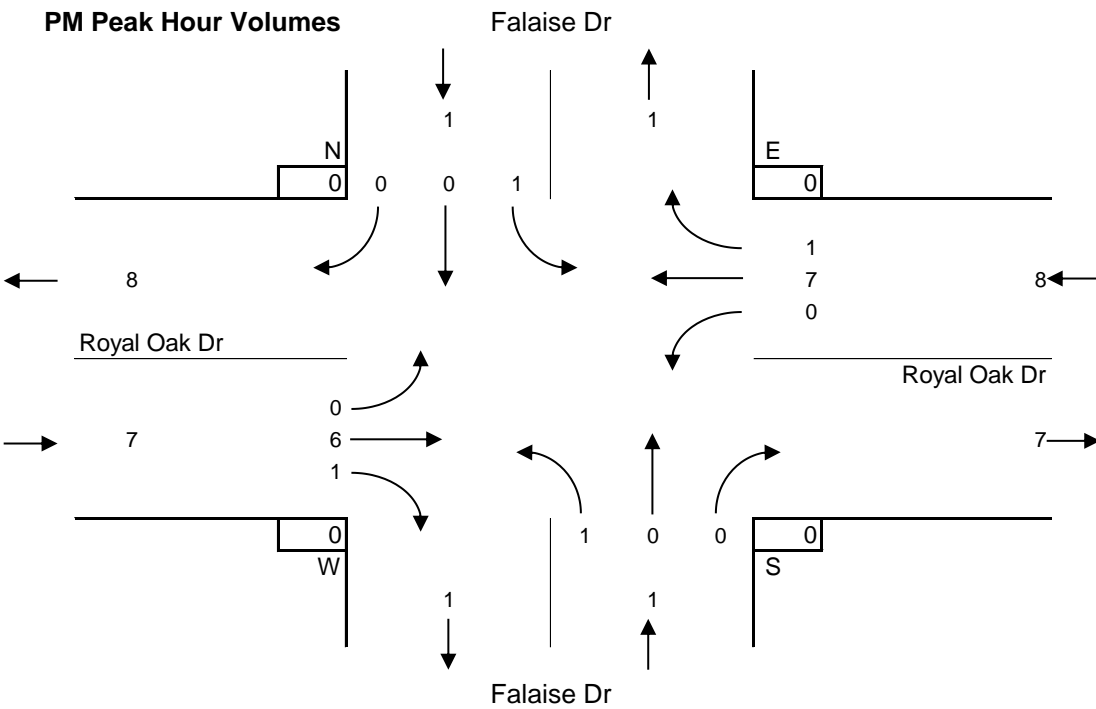 PM Peak Hour Volumes Falaise Dr
1 1
N E
0 0 0 1 0
1
8 7 8
0
Royal Oak Dr
Royal Oak Dr
0
7 6 7
1
0 1 0 0 0
W S
1 1
Falaise Dr